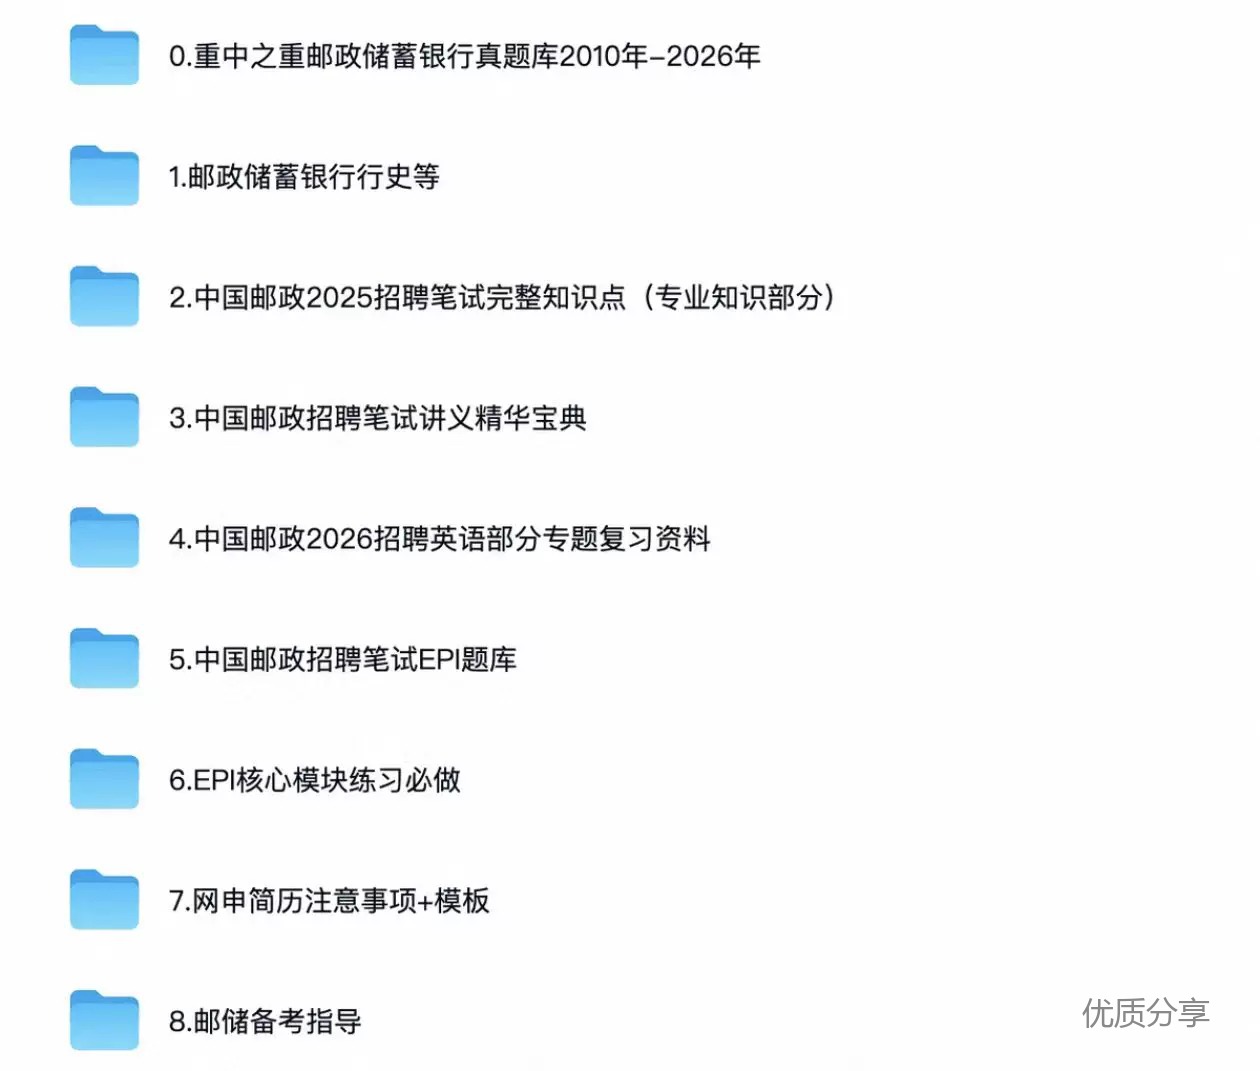 0.重中之重邮政储蓄银行真题库2010年-2026年
1.邮政储蓄银行行史等
2.中国邮政2025招聘笔试完整知识点（专业知识部分）
3.中国邮政招聘笔试讲义精华宝典
4.中国邮政2026招聘英语部分专题复习资料
5.中国邮政招聘笔试EPI题库
6.EPI核心模块练习必做
7.网申简历注意事项+模板
8.邮储备考指导
优质分享